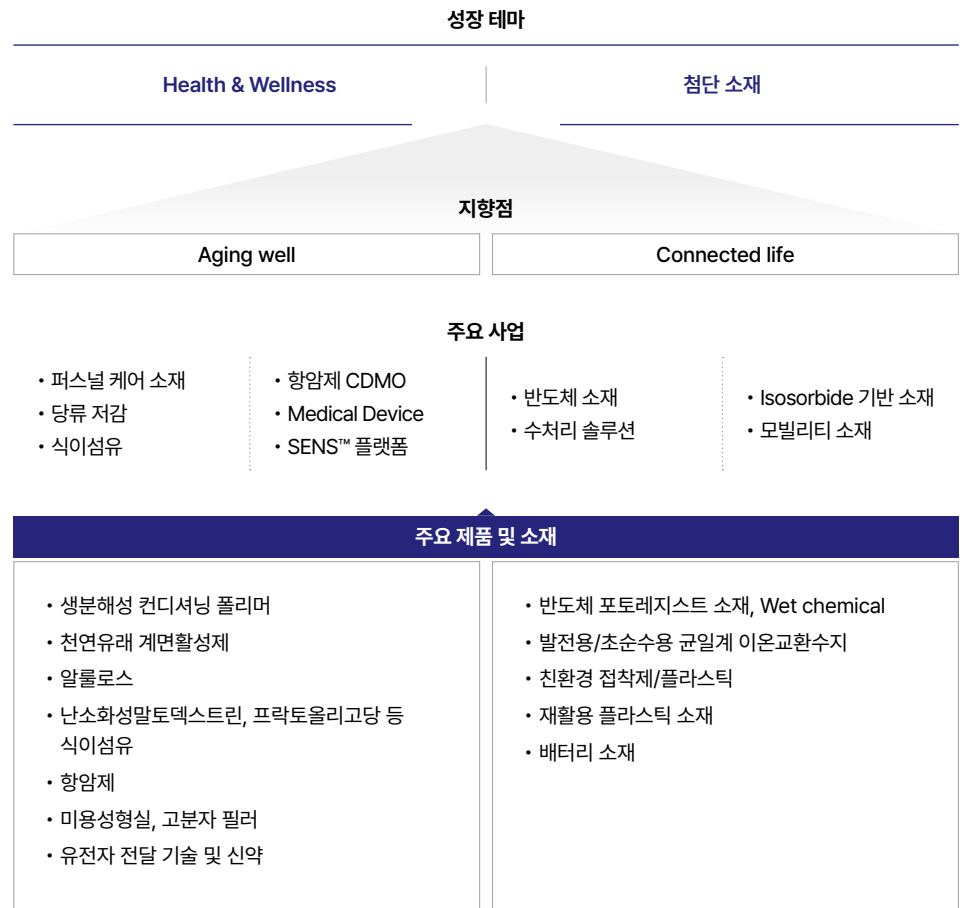 성장 테마
Health & Wellness
첨단 소재
지향점
Aging well
Connected life
주요 사업
• 퍼스널 케어 소재
• 당류 저감
• 식이섬유
• 항암제 CDMO
• Medical Device
• SENS™ 플랫폼
• 반도체 소재
• 수처리 솔루션
• Isosorbide 기반 소재
• 모빌리티 소재
주요 제품 및 소재
• 생분해성 컨디셔닝 폴리머
• 천연유래 계면활성제
• 알룰로스
• 난소화성말토덱스트린, 프락토올리고당 등
식이섬유
• 항암제
• 미용성형실, 고분자 필러
• 유전자 전달 기술 및 신약
• 반도체 포토레지스트 소재, Wet chemical
• 발전용/초순수용 균일계 이온교환수지
• 친환경 접착제/플라스틱
• 재활용 플라스틱 소재
• 배터리 소재